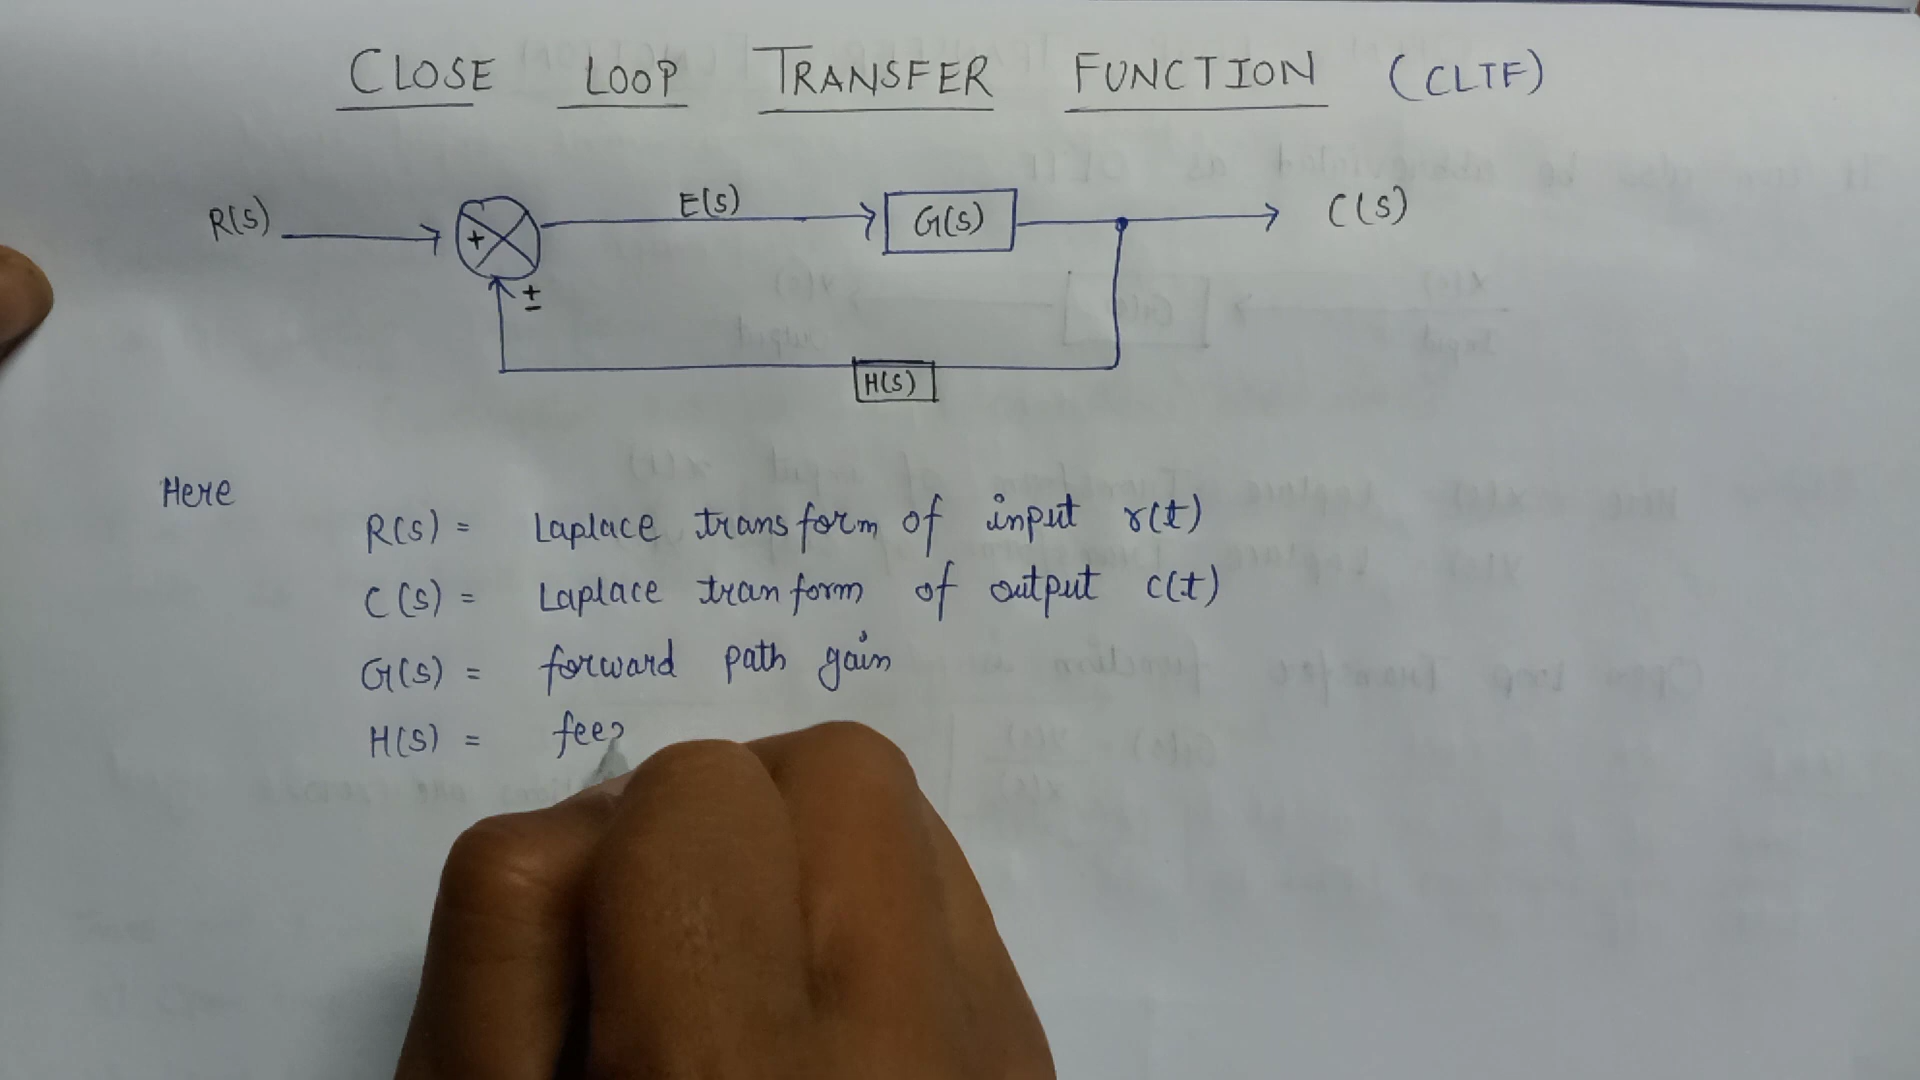 CLOSE LOOP TRANSFER FUNCTION (CLTF)
R(S) + E(S) G(S) C(S)
±
H(S)
Here
R(S) = Laplace transform of input r(t)
C(S) = Laplace tranform of output c(t)
G(S) = forward path gain
H(S) = fee